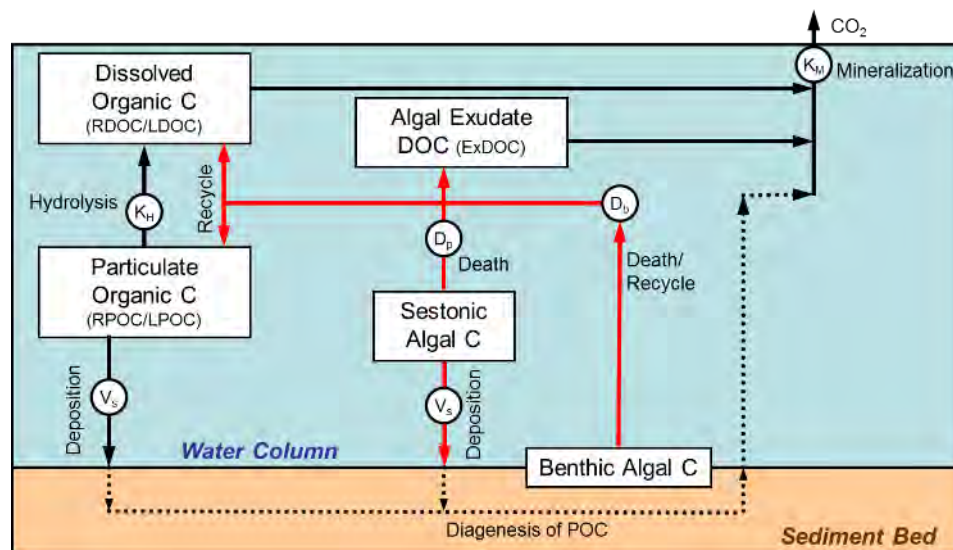 CO2
KM
Mineralization
Dissolved
Organic C
(RDOC/LDOC)
Algal Exudate
DOC (ExDOC)
Hydrolysis
KH
Recycle
Db
Dp
Death
Death/
Recycle
Particulate
Organic C
(RPOC/LPOC)
Sestonic
Algal C
Vs
Deposition
Vs
Deposition
Water Column
Benthic Algal C
Diagenesis of POC
Sediment Bed